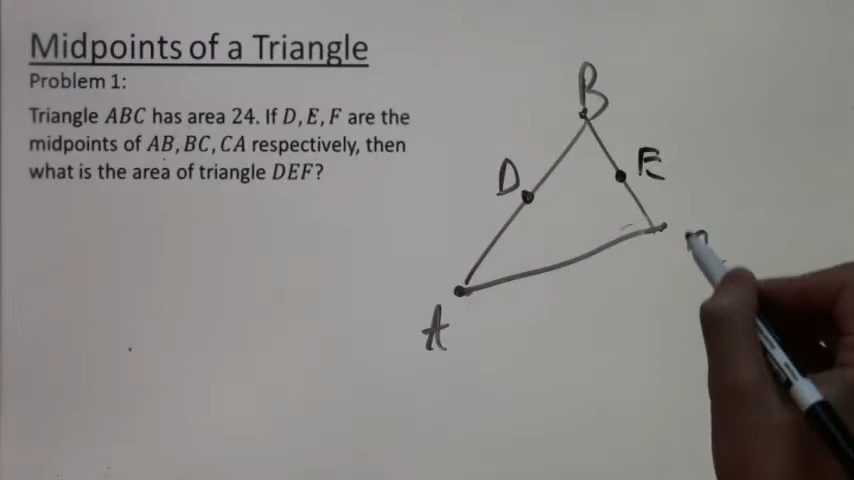 Midpoints of a Triangle
Problem 1:
Triangle ABC has area 24. If D, E, F are the
midpoints of AB, BC, CA respectively, then
what is the area of triangle DEF?
B
D
E
A